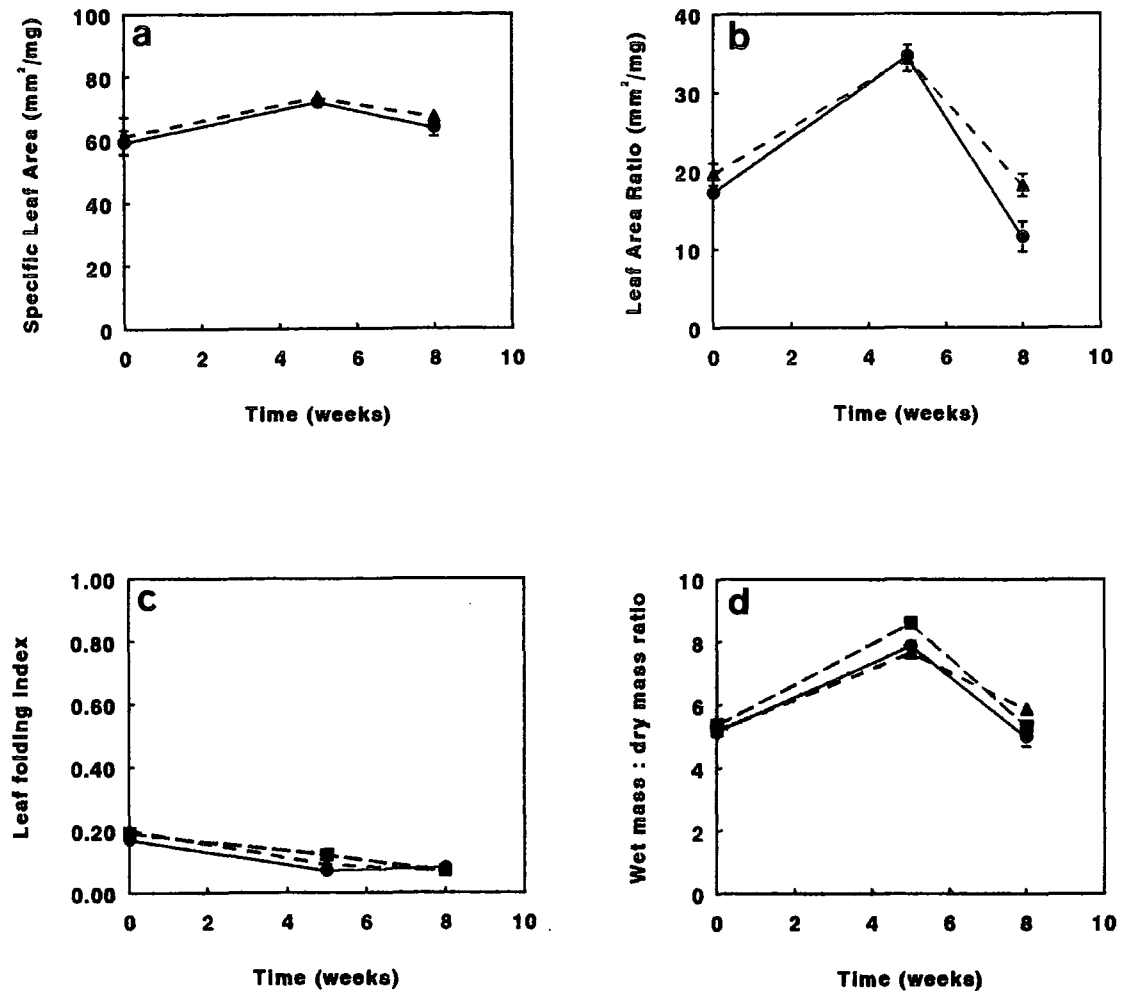 a
Specific Leaf Area (mm²/mg)
100
80
60
40
20
0
0 2 4 6 8 10
Time (weeks)
b
Leaf Area Ratio (mm²/mg)
40
30
20
10
0
0 2 4 6 8 10
Time (weeks)
c
Leaf folding index
1.00
0.80
0.60
0.40
0.20
0.00
0 2 4 6 8 10
Time (weeks)
d
Wet mass : dry mass ratio
10
8
6
4
2
0
0 2 4 6 8 10
Time (weeks)